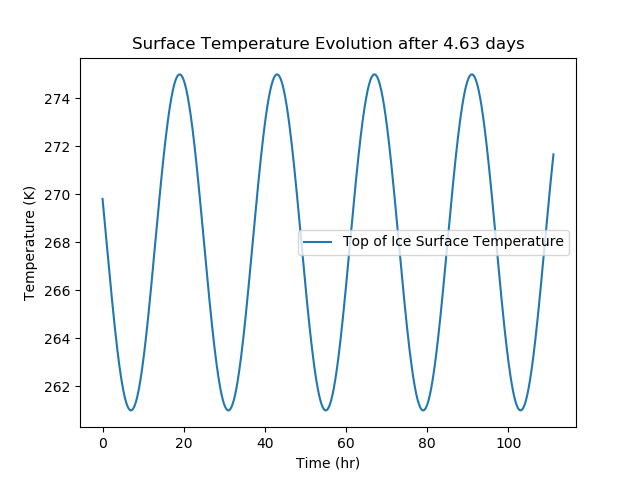 Surface Temperature Evolution after 4.63 days
274
272
270
268
266
264
262
Temperature (K)
Top of Ice Surface Temperature
0 20 40 60 80 100
Time (hr)